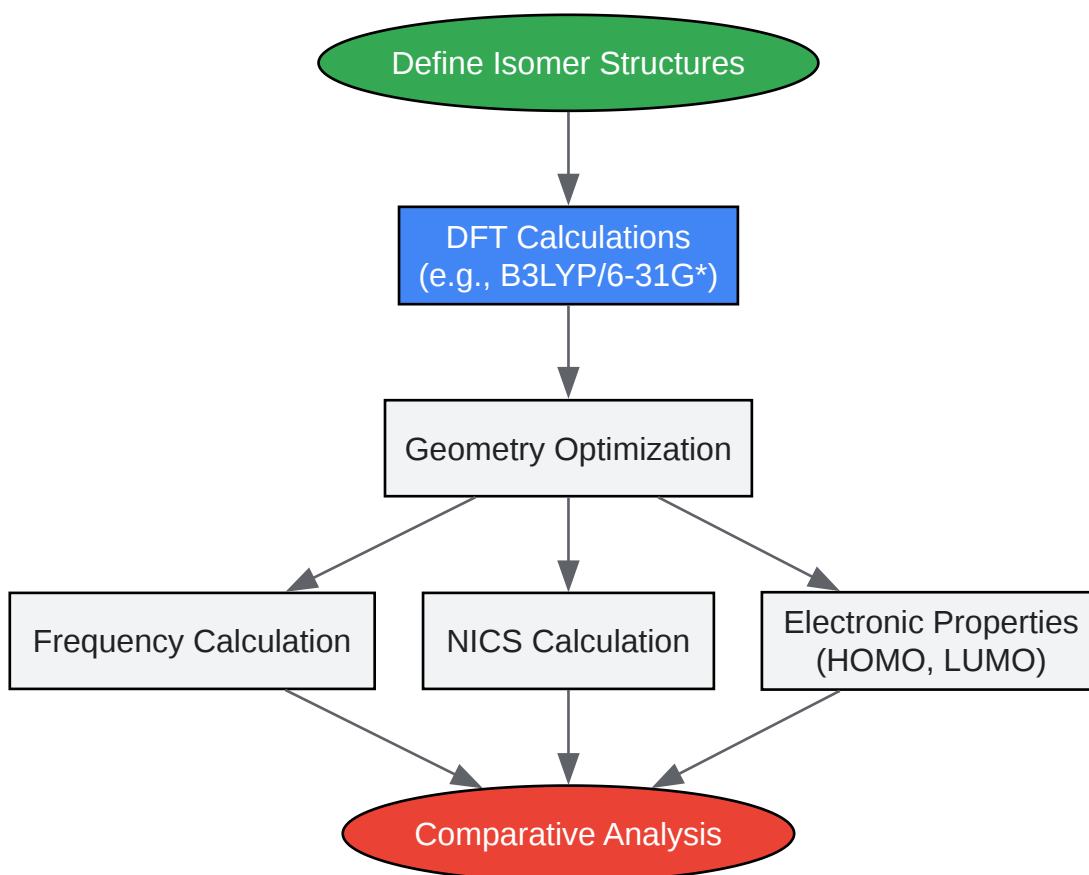 Define Isomer Structures
DFT Calculations
(e.g., B3LYP/6-31G*)
Geometry Optimization
Frequency Calculation
NICS Calculation
Electronic Properties
(HOMO, LUMO)
Comparative Analysis